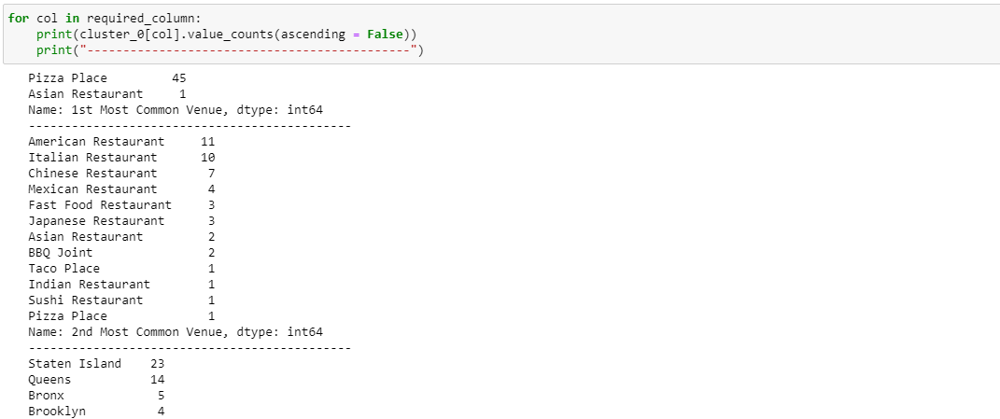 for col in required_column:
    print(cluster_0[col].value_counts(ascending = False))
    print("---------------------------------------------")
Pizza Place         45
Asian Restaurant     1
Name: 1st Most Common Venue, dtype: int64
---------------------------------------------
American Restaurant     11
Italian Restaurant      10
Chinese Restaurant       7
Mexican Restaurant       4
Fast Food Restaurant     3
Japanese Restaurant      3
Asian Restaurant         2
BBQ Joint                2
Taco Place               1
Indian Restaurant        1
Sushi Restaurant         1
Pizza Place              1
Name: 2nd Most Common Venue, dtype: int64
---------------------------------------------
Staten Island    23
Queens           14
Bronx             5
Brooklyn          4